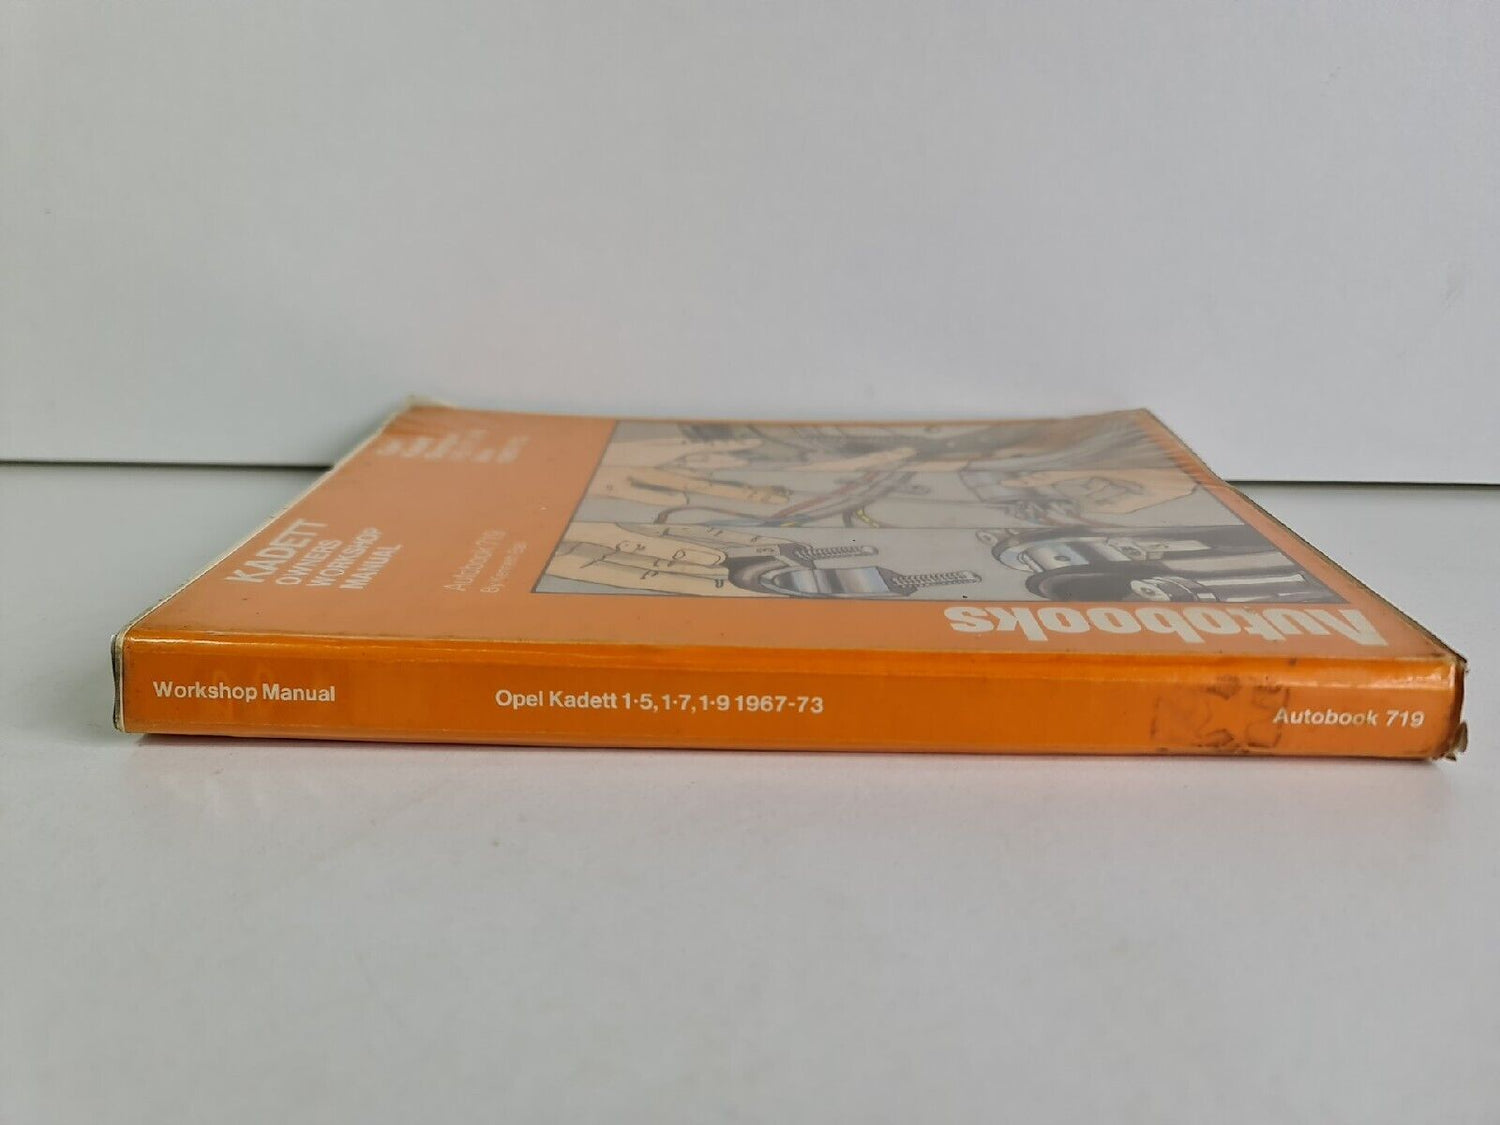 KADETT
OWNERS
WORKSHOP
MANUAL
Autobook 719
Autobooks
Workshop Manual
Opel Kadett 1·5, 1·7, 1·9 1967-73
Autobook 719